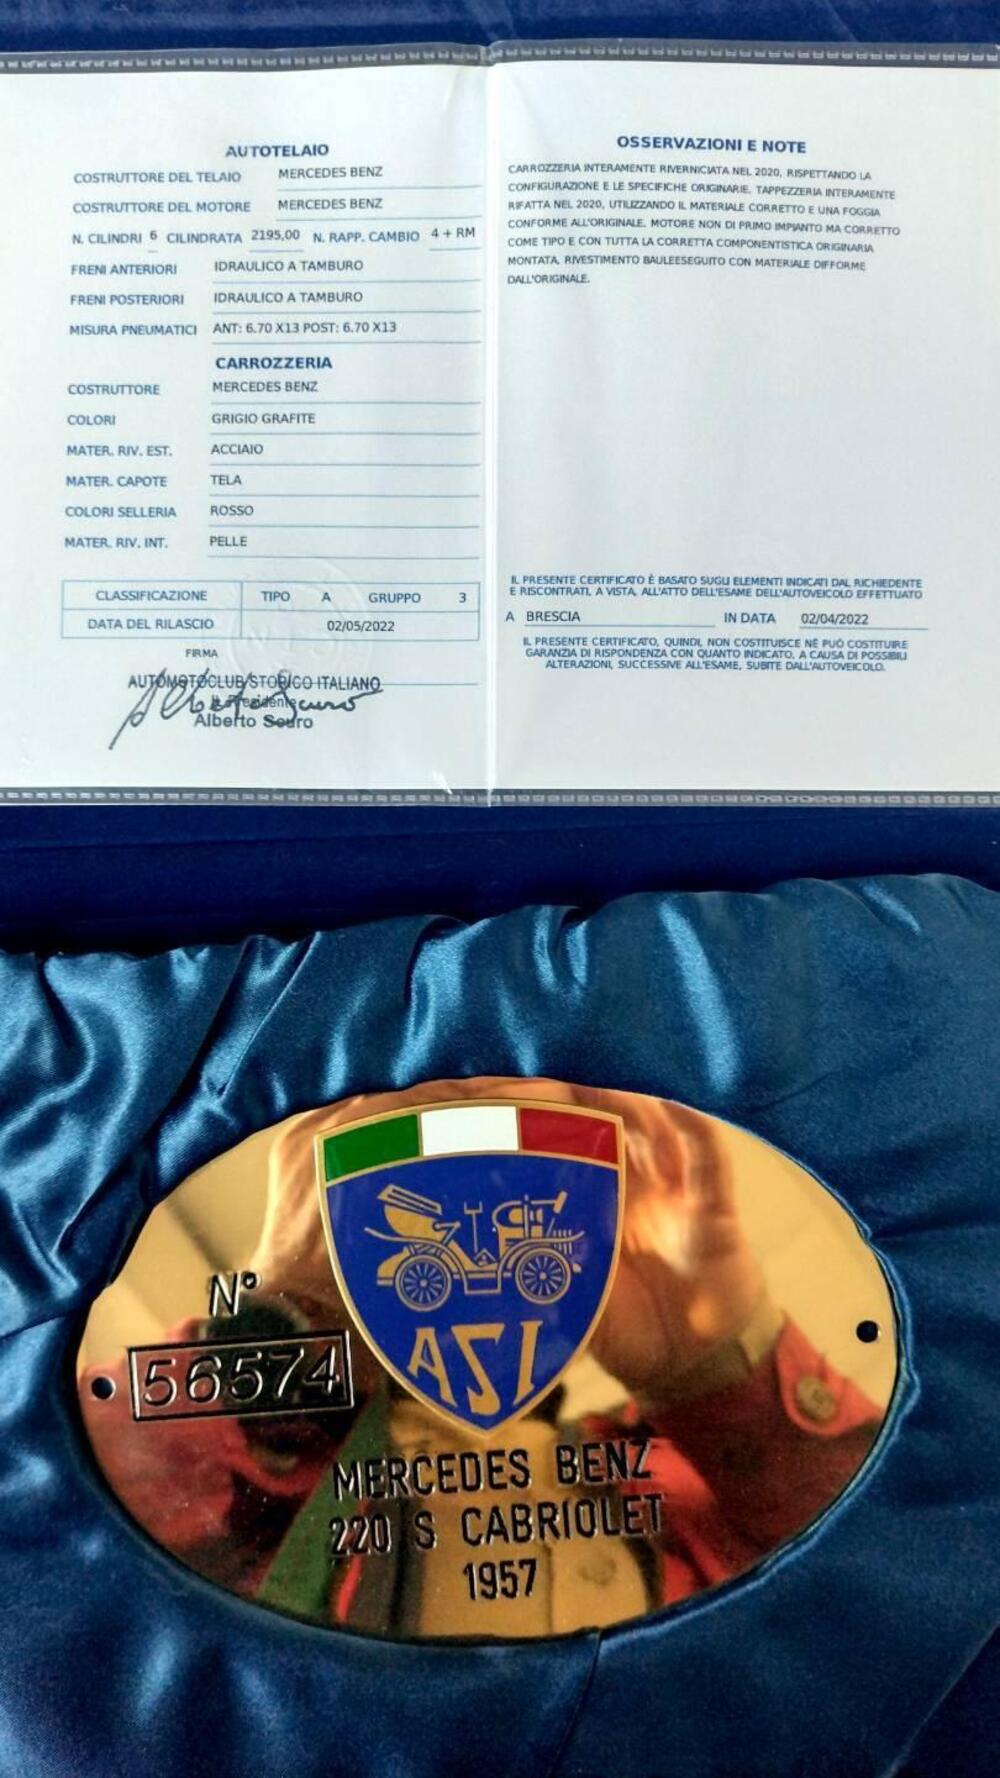 AUTOTELAIO
COSTRUTTORE DEL TELAIO MERCEDES BENZ
COSTRUTTORE DEL MOTORE MERCEDES BENZ
N. CILINDRI 6 CILINDRATA 2195,00 N. RAPP. CAMBIO 4 + RM
FRENI ANTERIORI IDRAULICO A TAMBURO
FRENI POSTERIORI IDRAULICO A TAMBURO
MISURA PNEUMATICI ANT: 6.70 X13 POST: 6.70 X13
CARROZZERIA
COSTRUTTORE MERCEDES BENZ
COLORI GRIGIO GRAFITE
MATER. RIV. EST. ACCIAIO
MATER. CAPOTE TELA
COLORI SELLERIA ROSSO
MATER. RIV. INT. PELLE
CLASSIFICAZIONE TIPO A GRUPPO 3
DATA DEL RILASCIO 02/05/2022
FIRMA
AUTOMOTOCLUB STORICO ITALIANO
Il Presidente
Alberto Scuro
OSSERVAZIONI E NOTE
CARROZZERIA INTERAMENTE RIVERNICIATA NEL 2020, RISPETTANDO LA
CONFIGURAZIONE E LE SPECIFICHE ORIGINARIE. TAPPEZZERIA INTERAMENTE
RIFATTA NEL 2020, UTILIZZANDO IL MATERIALE CORRETTO E UNA FOGGIA
CONFORME ALL'ORIGINALE. MOTORE NON DI PRIMO IMPIANTO MA CORRETTO
COME TIPO E CON TUTTA LA CORRETTA COMPONENTISTICA ORIGINARIA
MONTATA. RIVESTIMENTO BAULEESEGUITO CON MATERIALE DIFFORME
DALL'ORIGINALE.
IL PRESENTE CERTIFICATO È BASATO SUGLI ELEMENTI INDICATI DAL RICHIEDENTE
E RISCONTRATI, A VISTA, ALL'ATTO DELL'ESAME DELL'AUTOVEICOLO EFFETTUATO
A BRESCIA IN DATA 02/04/2022
IL PRESENTE CERTIFICATO, QUINDI, NON COSTITUISCE NÉ PUÒ COSTITUIRE
GARANZIA DI RISPONDENZA CON QUANTO INDICATO, A CAUSA DI POSSIBILI
ALTERAZIONI, SUCCESSIVE ALL'ESAME, SUBITE DALL'AUTOVEICOLO.
ASI
N°
56574
MERCEDES BENZ
220 S CABRIOLET
1957